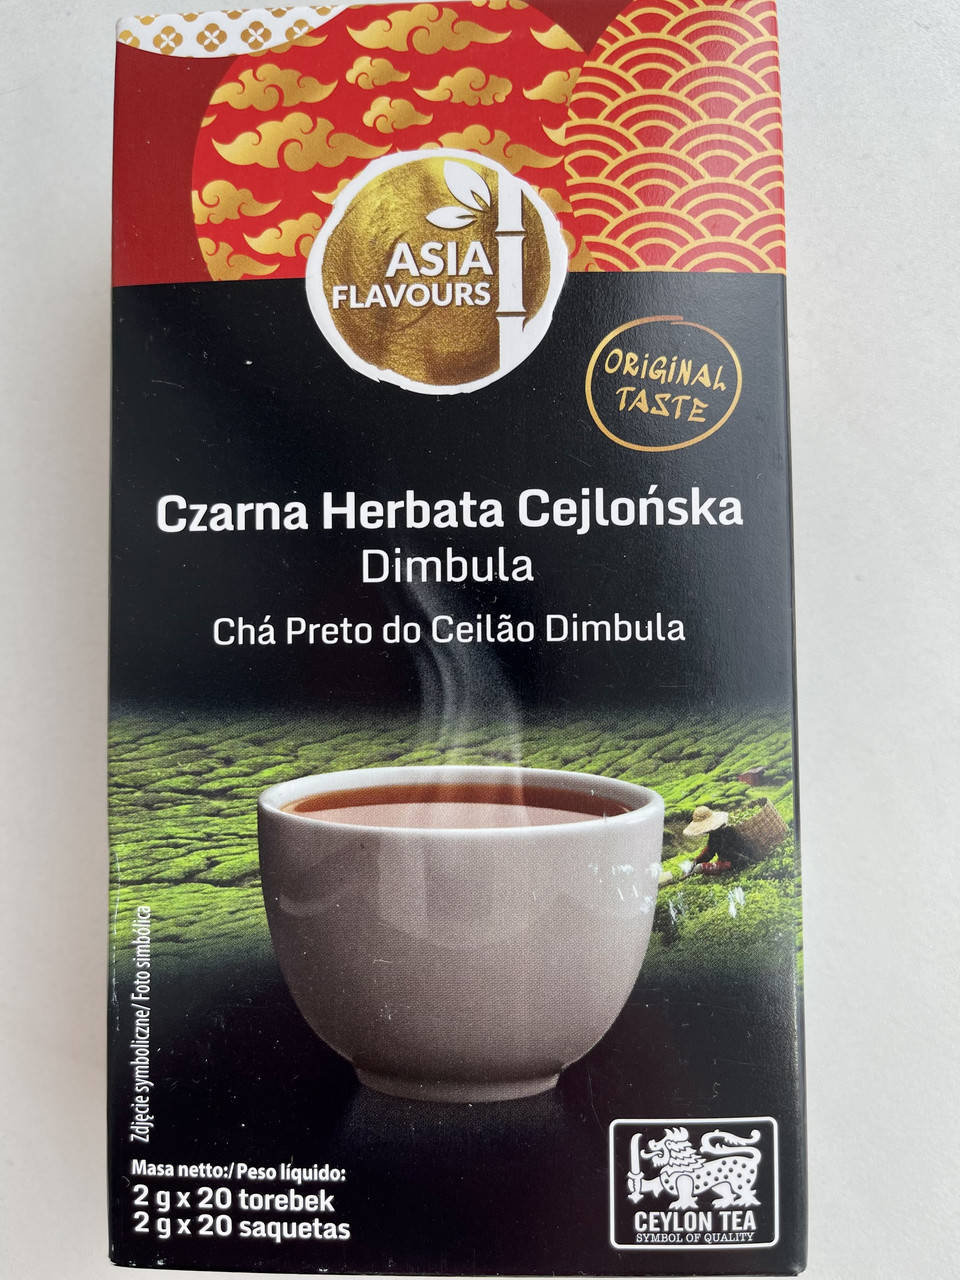 ASIA
FLAVOURS
ORIGINAL
TASTE
Czarna Herbata Cejlońska
Dimbula
Chá Preto do Ceilão Dimbula
Zdjęcie symboliczne/ Foto simbólica
Masa netto:/Peso líquido:
2 g x 20 torebek
2 g x 20 saquetas
CEYLON TEA
SYMBOL OF QUALITY